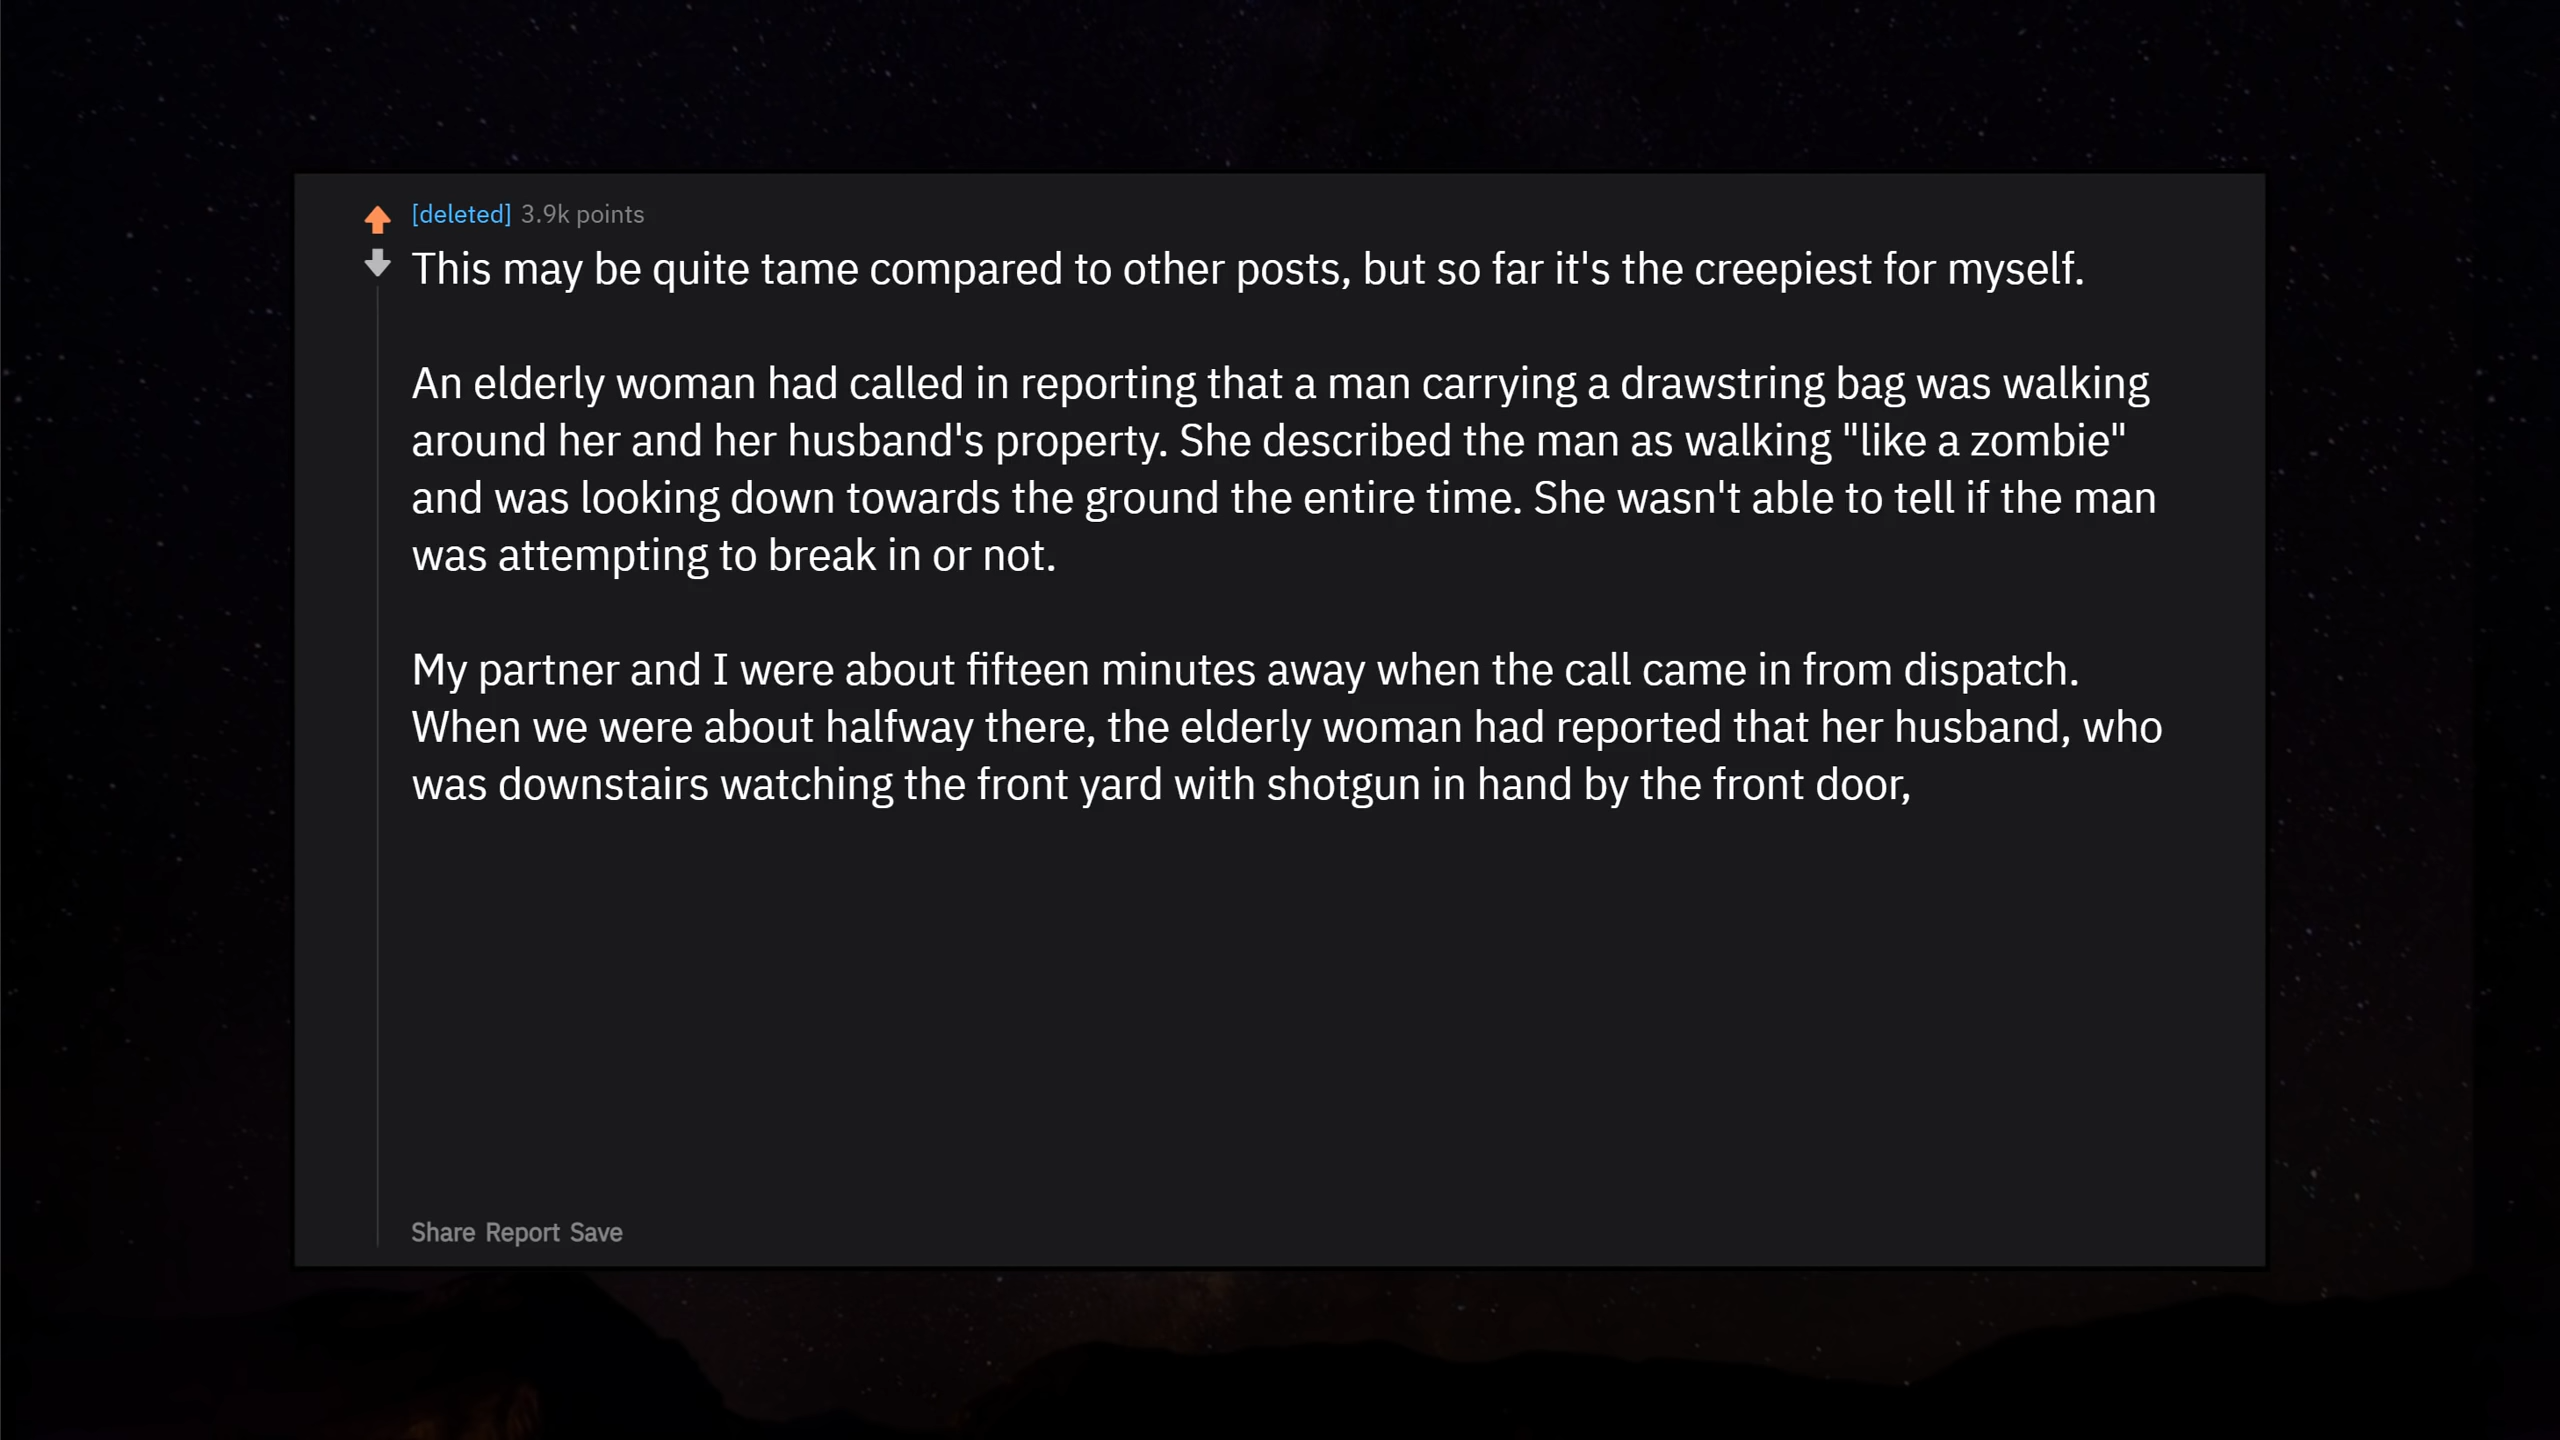 [deleted] 3.9k points
This may be quite tame compared to other posts, but so far it's the creepiest for myself.
An elderly woman had called in reporting that a man carrying a drawstring bag was walking
around her and her husband's property. She described the man as walking "like a zombie"
and was looking down towards the ground the entire time. She wasn't able to tell if the man
was attempting to break in or not.
My partner and I were about fifteen minutes away when the call came in from dispatch.
When we were about halfway there, the elderly woman had reported that her husband, who
was downstairs watching the front yard with shotgun in hand by the front door,
Share Report Save